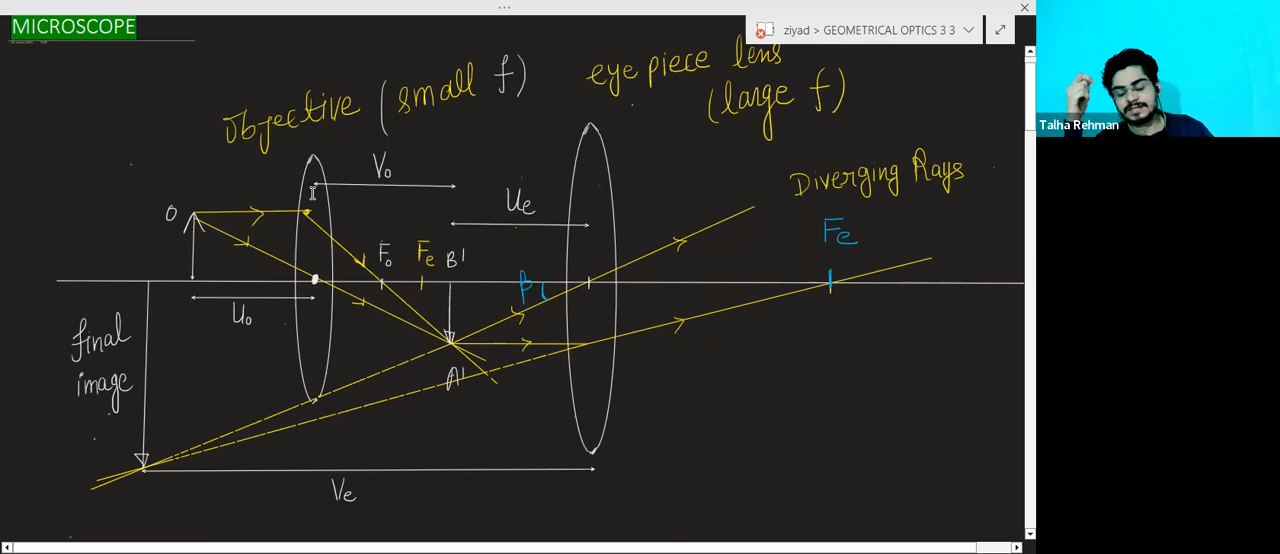 MICROSCOPE
ziyad > GEOMETRICAL OPTICS 3 3
Talha Rehman
objective (small f)
eye piece lens
(large f)
Diverging Rays
V₀
Ue
O
F₀
Fe
B'
Fe
β
U₀
final
image
A'
Ve